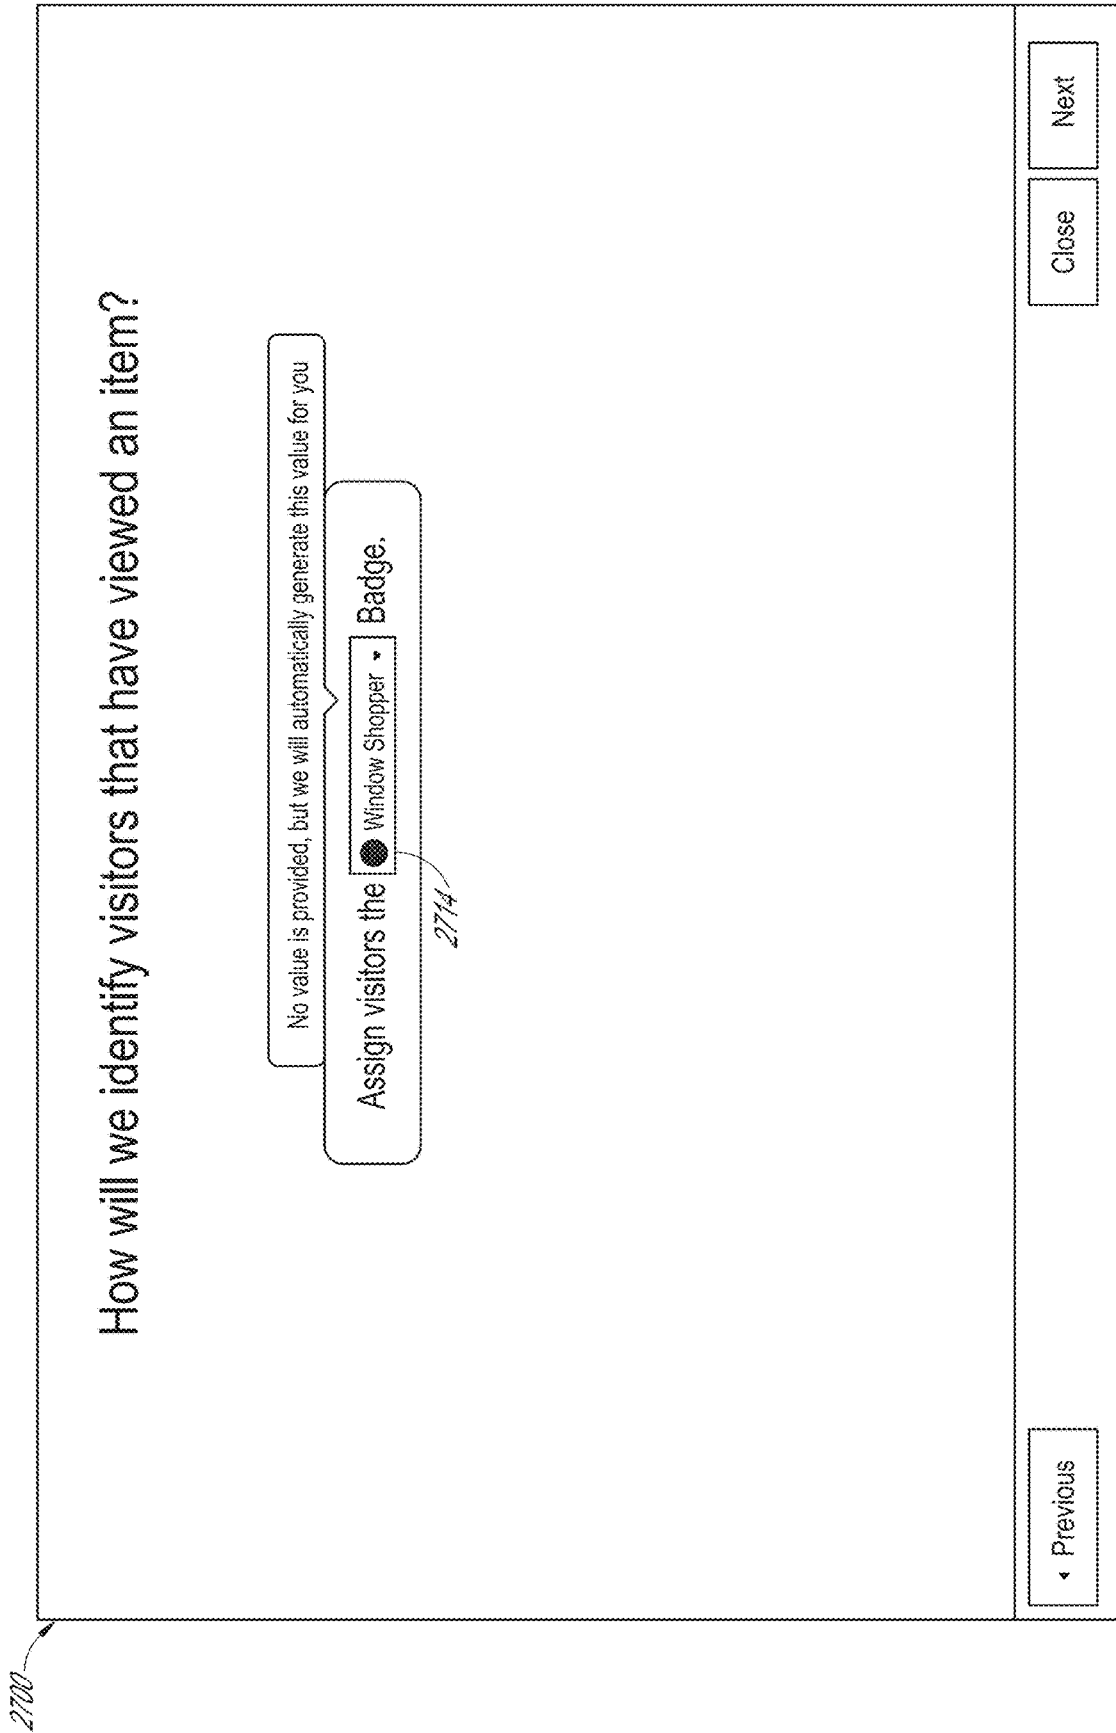 2700
How will we identify visitors that have viewed an item?
No value is provided, but we will automatically generate this value for you
Assign visitors the Window Shopper Badge.
2714
Previous
Close
Next